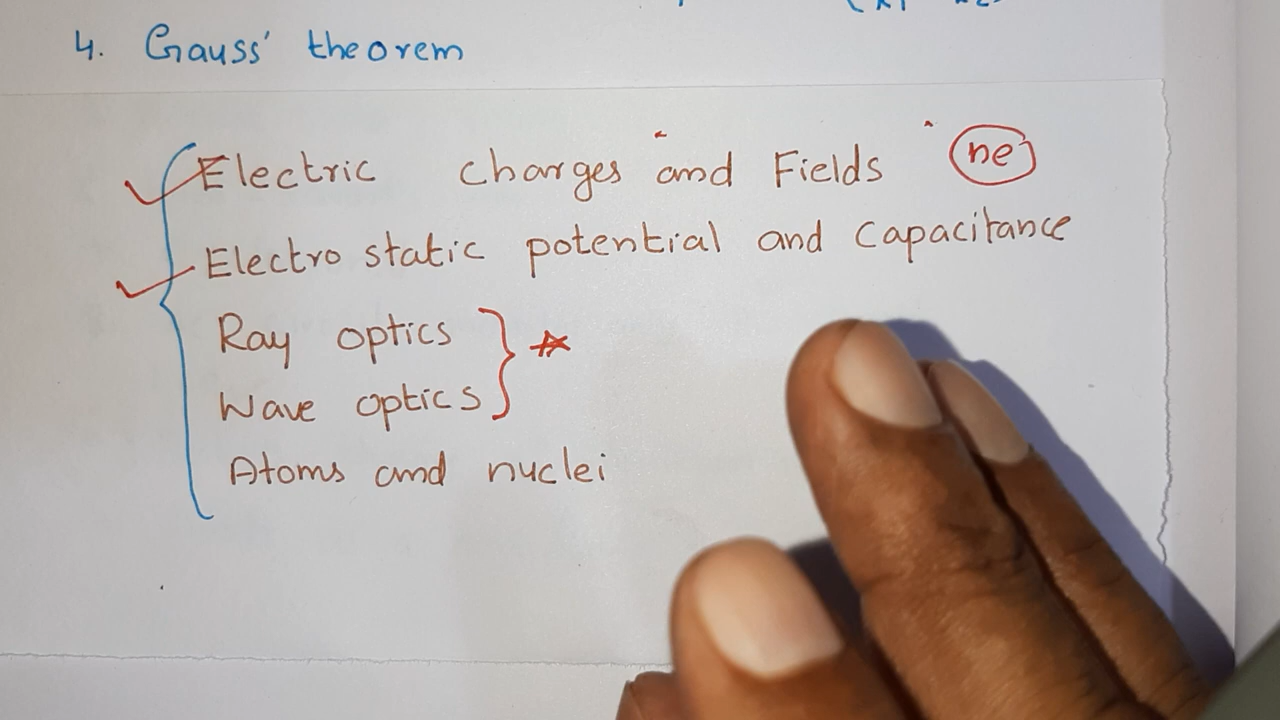 4. Gauss' theorem
Electric charges and Fields ne
Electro static potential and capacitance
Ray optics
Wave optics
Atoms and nuclei